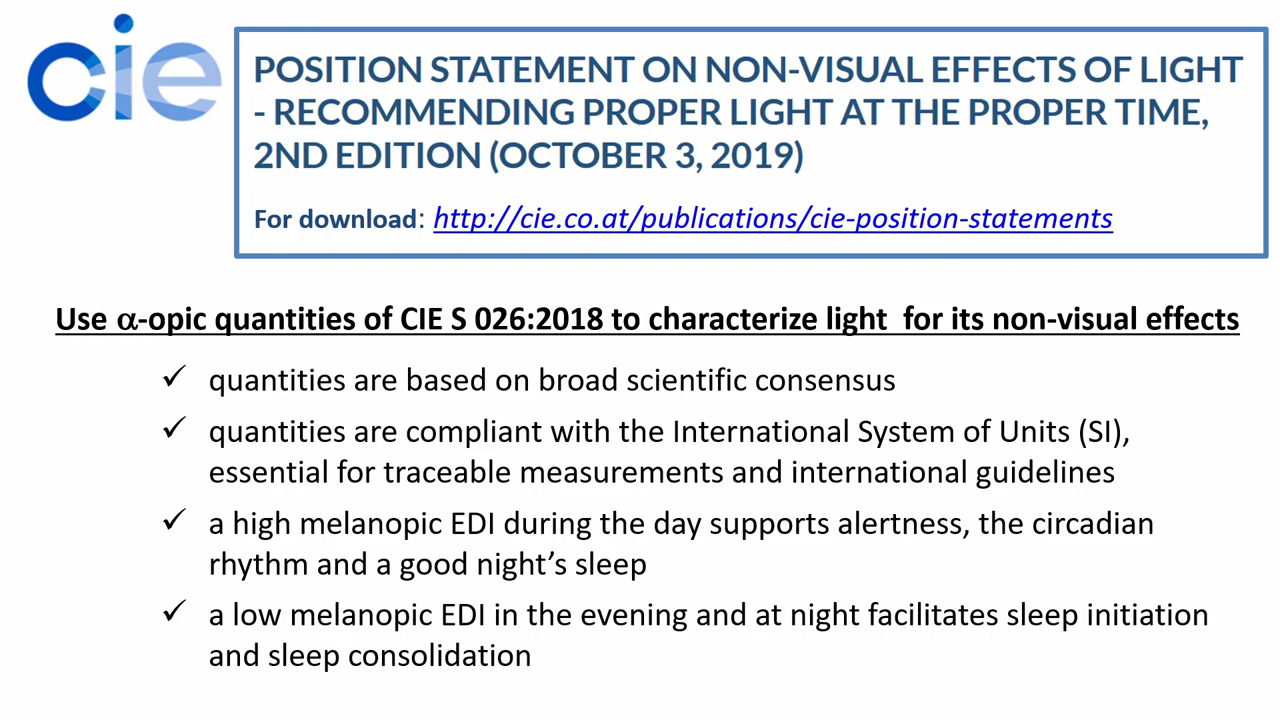 cie
POSITION STATEMENT ON NON-VISUAL EFFECTS OF LIGHT
- RECOMMENDING PROPER LIGHT AT THE PROPER TIME,
2ND EDITION (OCTOBER 3, 2019)
For download: http://cie.co.at/publications/cie-position-statements
Use α-opic quantities of CIE S 026:2018 to characterize light for its non-visual effects
✓ quantities are based on broad scientific consensus
✓ quantities are compliant with the International System of Units (SI),
essential for traceable measurements and international guidelines
✓ a high melanopic EDI during the day supports alertness, the circadian
rhythm and a good night’s sleep
✓ a low melanopic EDI in the evening and at night facilitates sleep initiation
and sleep consolidation